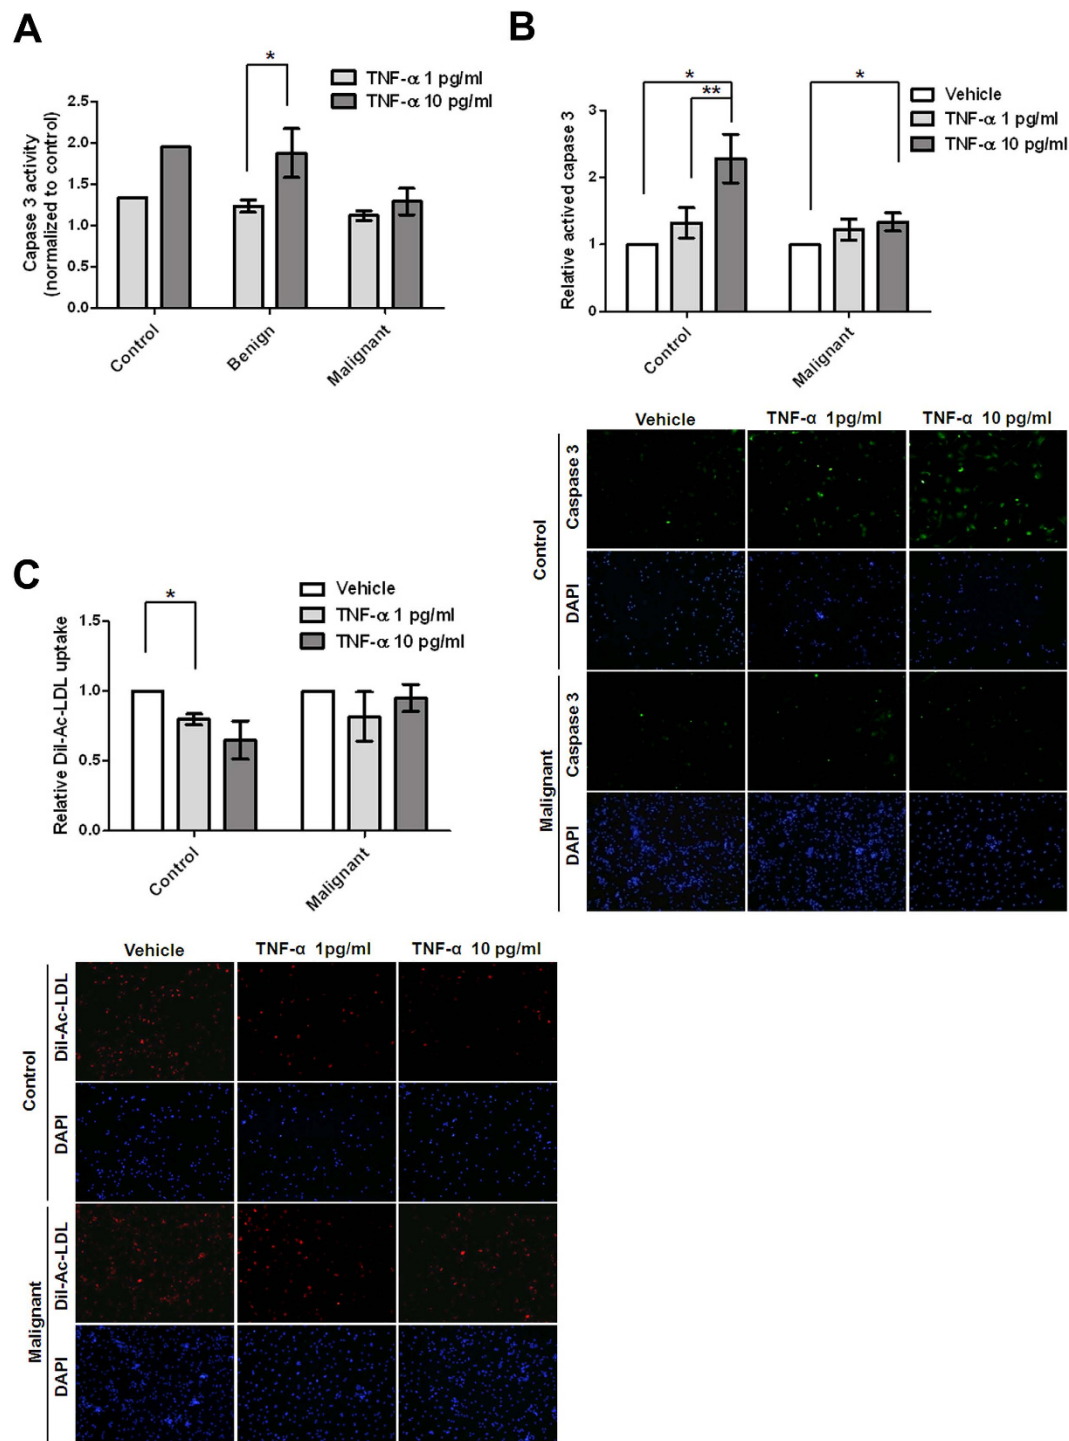 A
*
TNF-α 1 pg/ml
TNF-α 10 pg/ml
Capase 3 activity
(normalized to control)
2.5
2.0
1.5
1.0
0.5
0.0
Control
Benign
Malignant
B
*
**
*
Vehicle
TNF-α 1 pg/ml
TNF-α 10 pg/ml
Relative actived capase 3
3
2
1
0
Control
Malignant
Vehicle
TNF-α 1pg/ml
TNF-α 10 pg/ml
Control
Caspase 3
DAPI
Malignant
Caspase 3
DAPI
C
*
Vehicle
TNF-α 1 pg/ml
TNF-α 10 pg/ml
Relative Dil-Ac-LDL uptake
1.5
1.0
0.5
0.0
Control
Malignant
Vehicle
TNF-α 1pg/ml
TNF-α 10 pg/ml
Control
Dil-Ac-LDL
DAPI
Malignant
Dil-Ac-LDL
DAPI